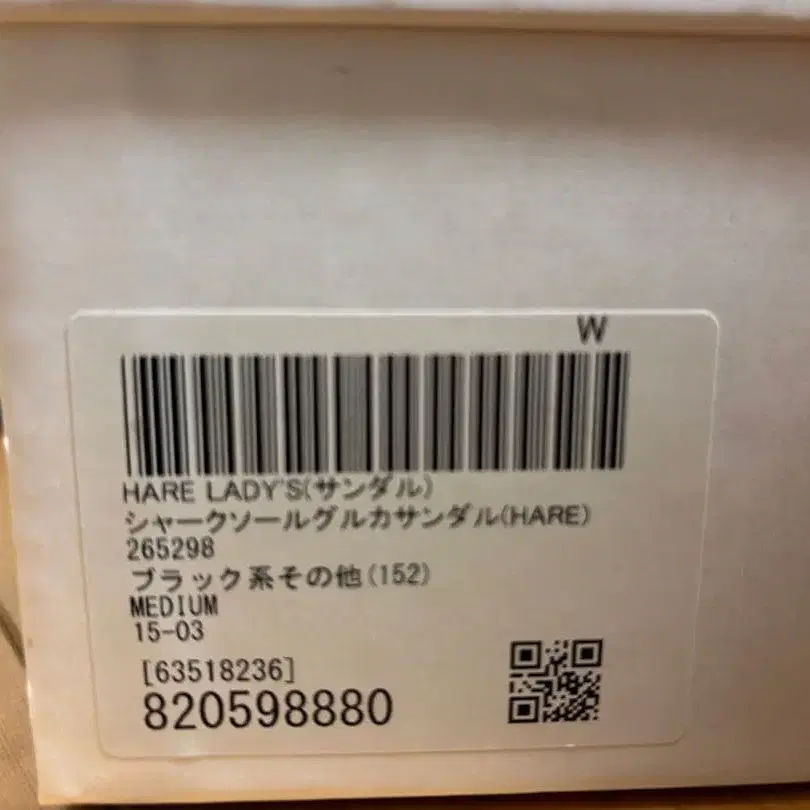 W
HARE LADY'S(サンダル)
シャークソールグルカサンダル(HARE)
265298
ブラック系その他(152)
MEDIUM
15-03
[63518236]
820598880